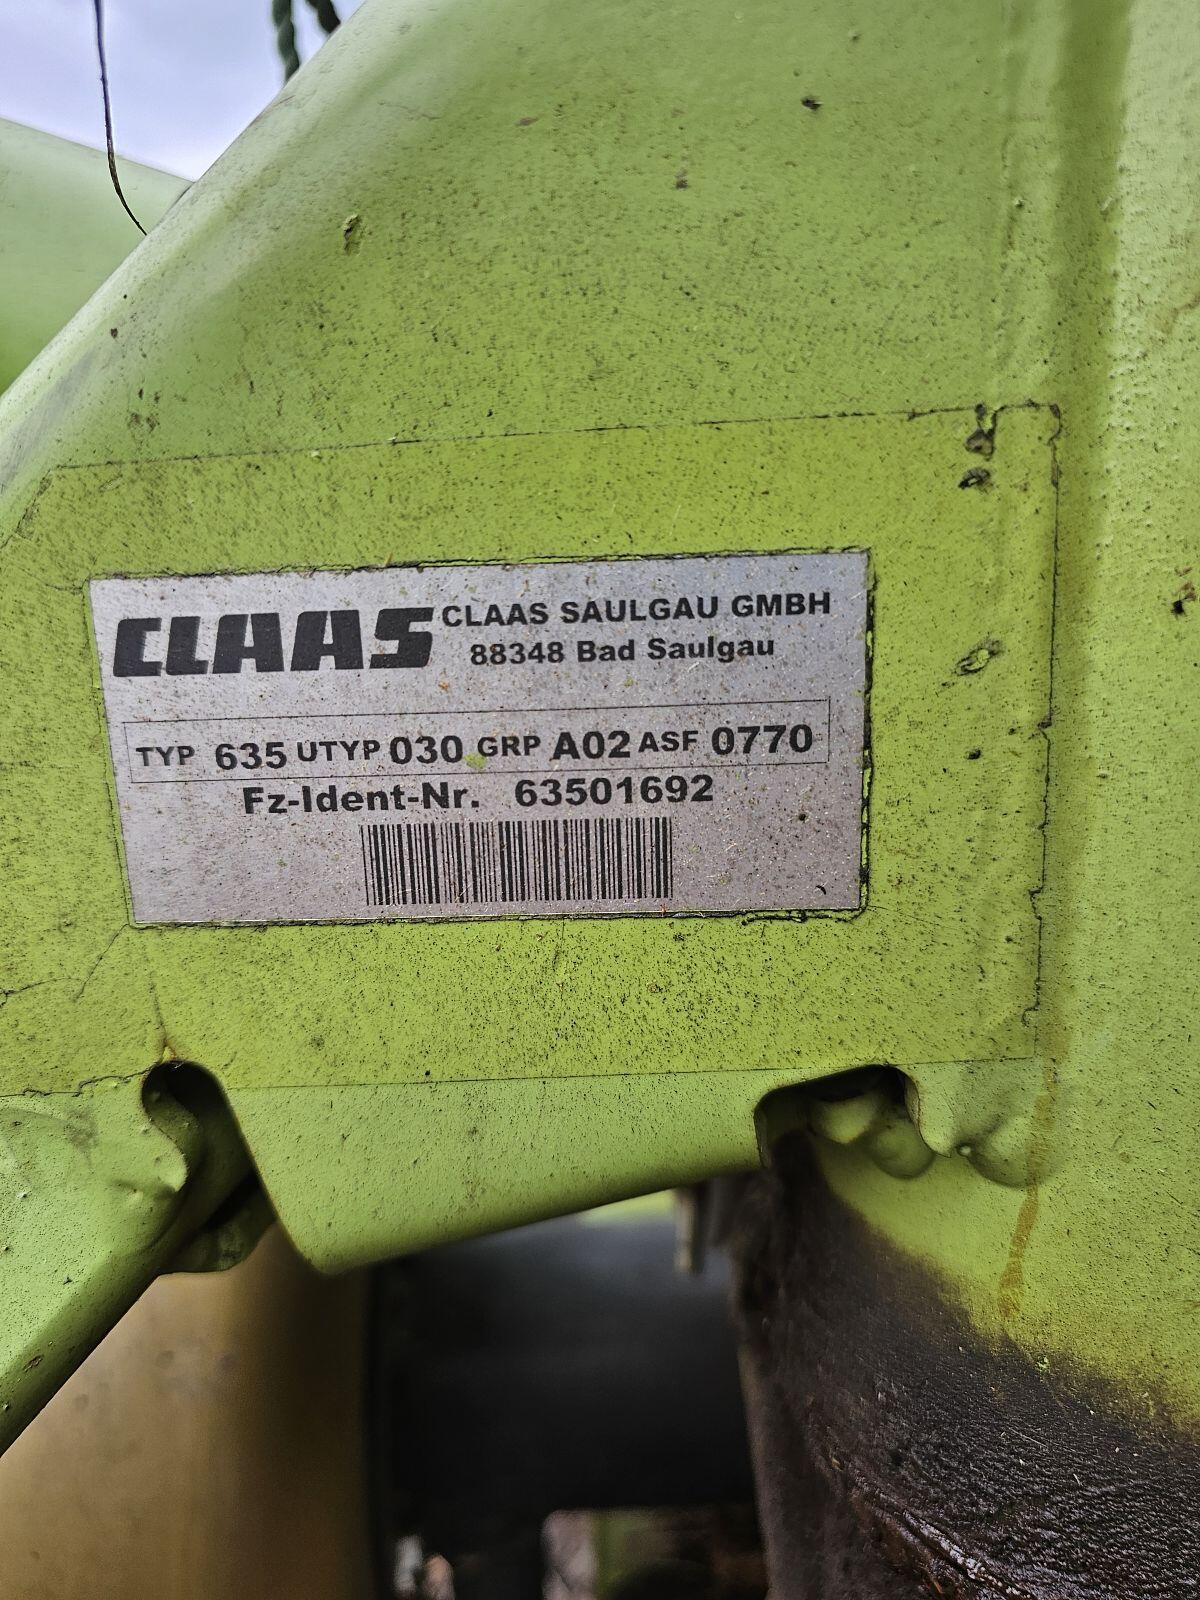 CLAAS CLAAS SAULGAU GMBH
88348 Bad Saulgau
TYP 635 UTYP 030 GRP A02 ASF 0770
Fz-Ident-Nr. 63501692